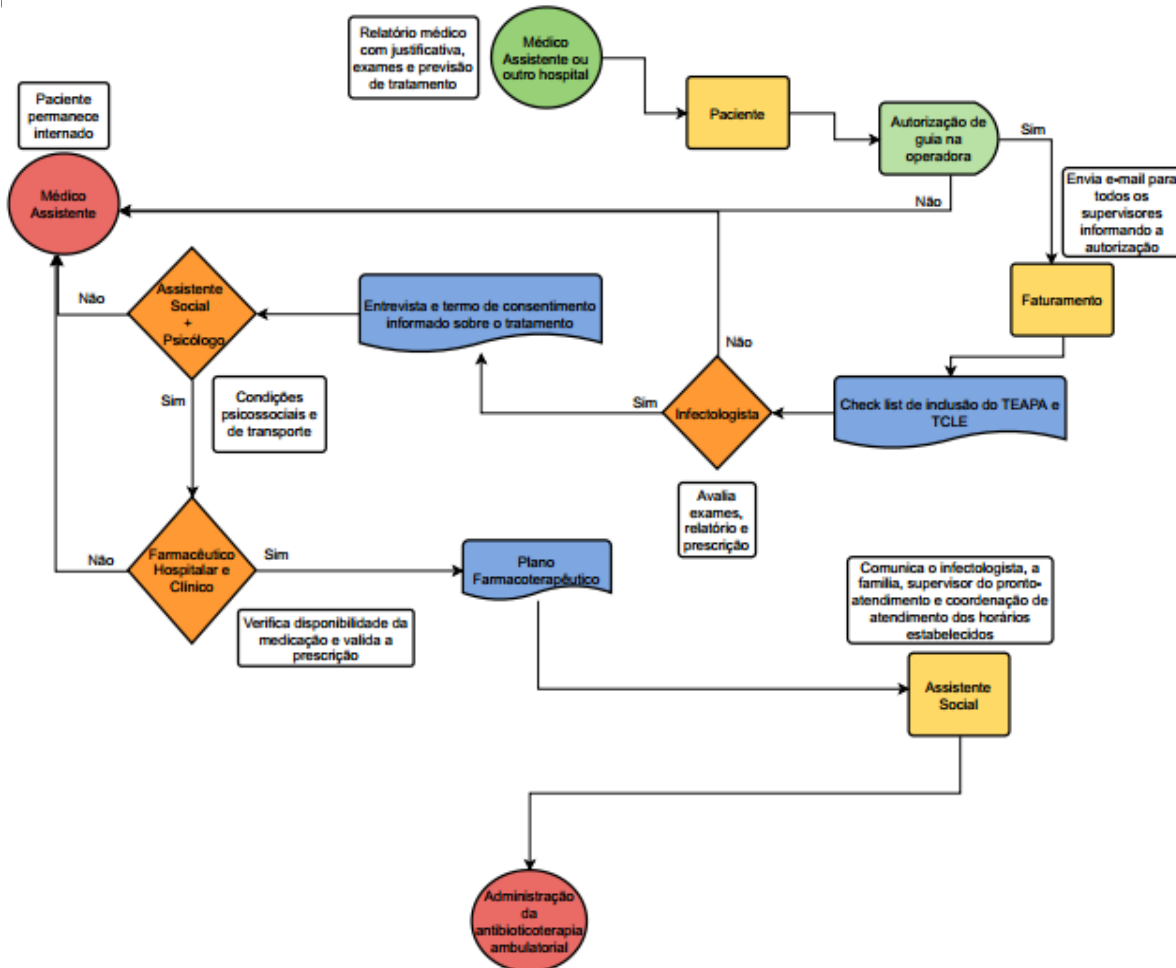 Relatório médico
com justificativa,
exames e previsão
de tratamento
Médico
Assistente ou
outro hospital
Paciente
permanece
internado
Paciente
Autorização de
guia na
operadora
Sim
Não
Médico
Assistente
Envia e-mail para
todos os
supervisores
informando a
autorização
Faturamento
Não
Assistente
Social
+
Psicólogo
Entrevista e termo de consentimento
informado sobre o tratamento
Não
Sim
Infectologista
Check list de inclusão do TEAPA e
TCLE
Sim
Condições
psicossociais e
de transporte
Avalia
exames,
relatório e
prescrição
Não
Farmacêutico
Hospitalar e
Clínico
Sim
Plano
Farmacoterapêutico
Verifica disponibilidade da
medicação e valida a
prescrição
Comunica o infectologista, a
família, supervisor do pronto-
atendimento e coordenação de
atendimento dos horários
estabelecidos
Assistente
Social
Administração
da
antibioticoterapia
ambulatorial